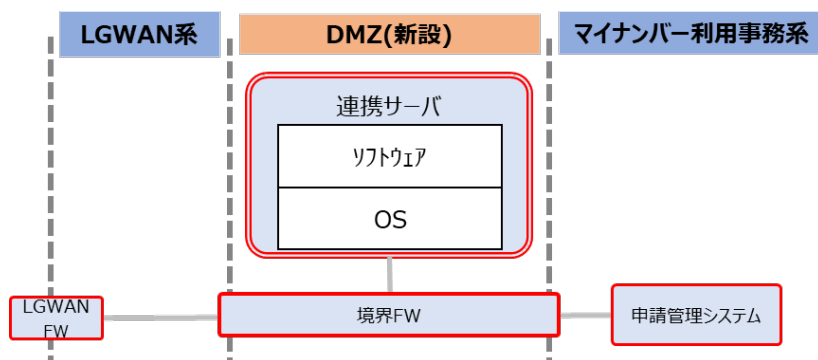 LGWAN系
DMZ(新設)
マイナンバー利用事務系
連携サーバ
ｿﾌﾄｳｪｱ
OS
LGWAN
FW
境界FW
申請管理システム